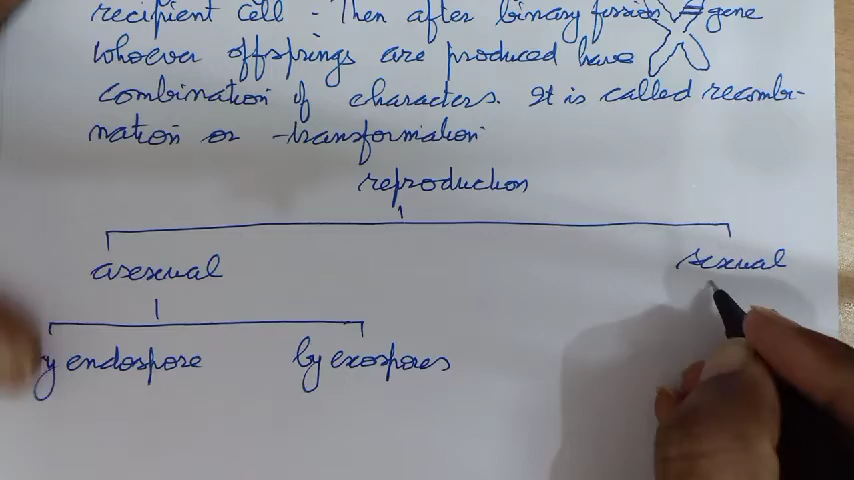 recipient cell - Then after binary fission gene
whoever offsprings are produced have
combination of characters. It is called recombi-
nation or transformation
reproduction
asexual sexual
y endospore by exospores